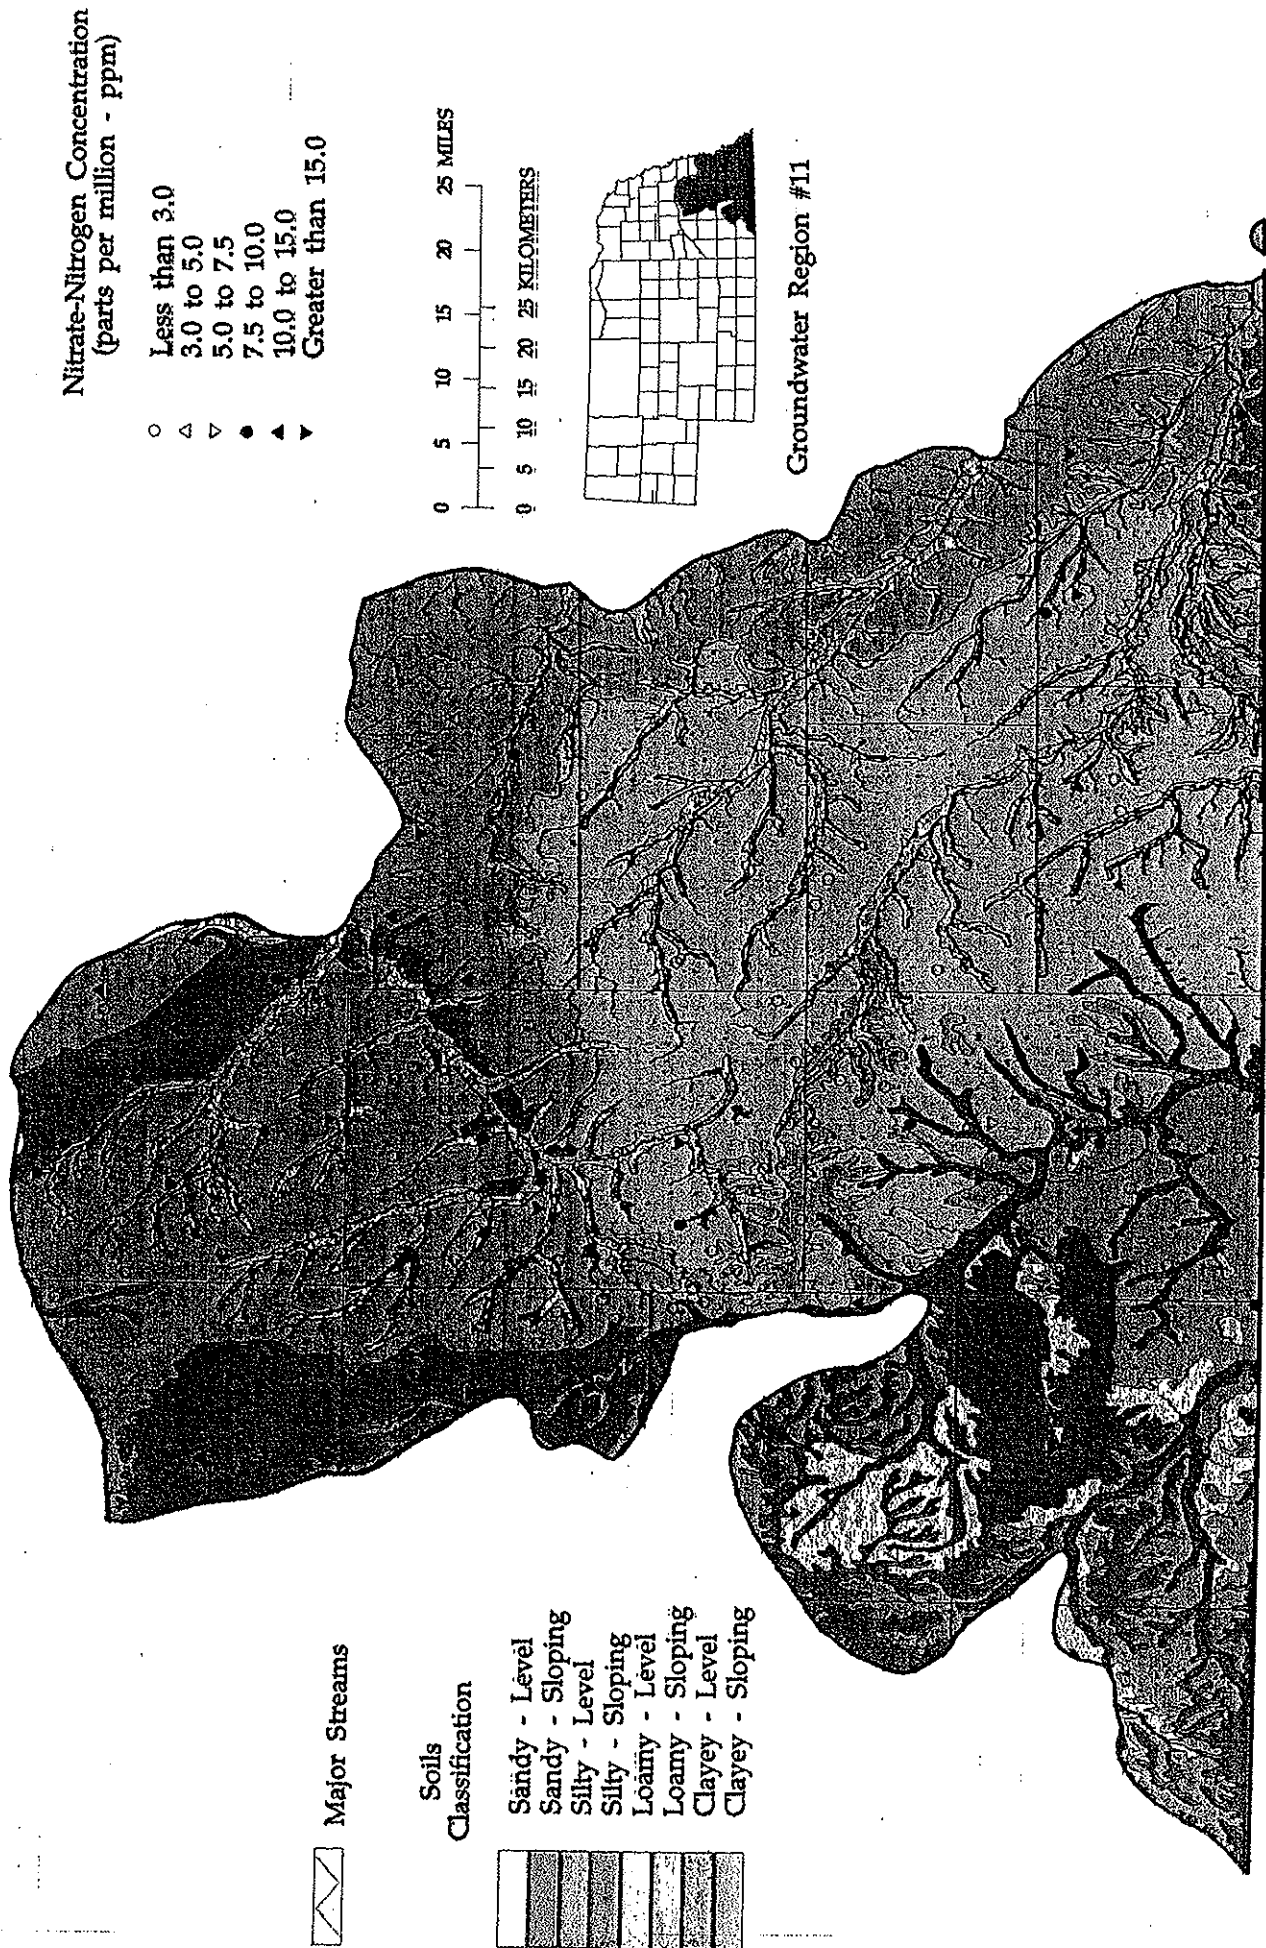 Nitrate-Nitrogen Concentration
(parts per million - ppm)
Less than 3.0
3.0 to 5.0
5.0 to 7.5
7.5 to 10.0
10.0 to 15.0
Greater than 15.0
0 5 10 15 20 25 MILES
0 5 10 15 20 25 KILOMETERS
Groundwater Region #11
Major Streams
Soils
Classification
Sandy - Level
Sandy - Sloping
Silty - Level
Silty - Sloping
Loamy - Level
Loamy - Sloping
Clayey - Level
Clayey - Sloping